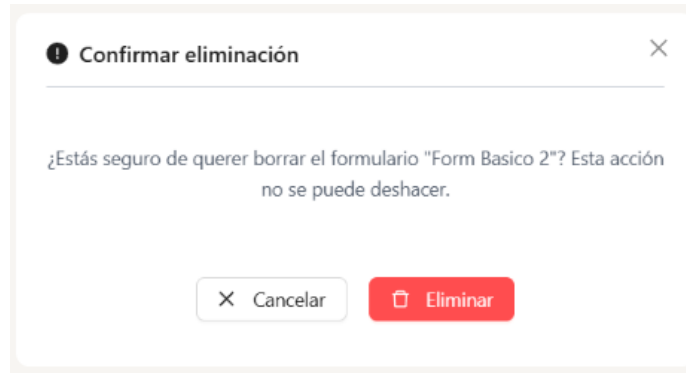 Confirmar eliminación
¿Estás seguro de querer borrar el formulario "Form Basico 2"? Esta acción
no se puede deshacer.
Cancelar
Eliminar